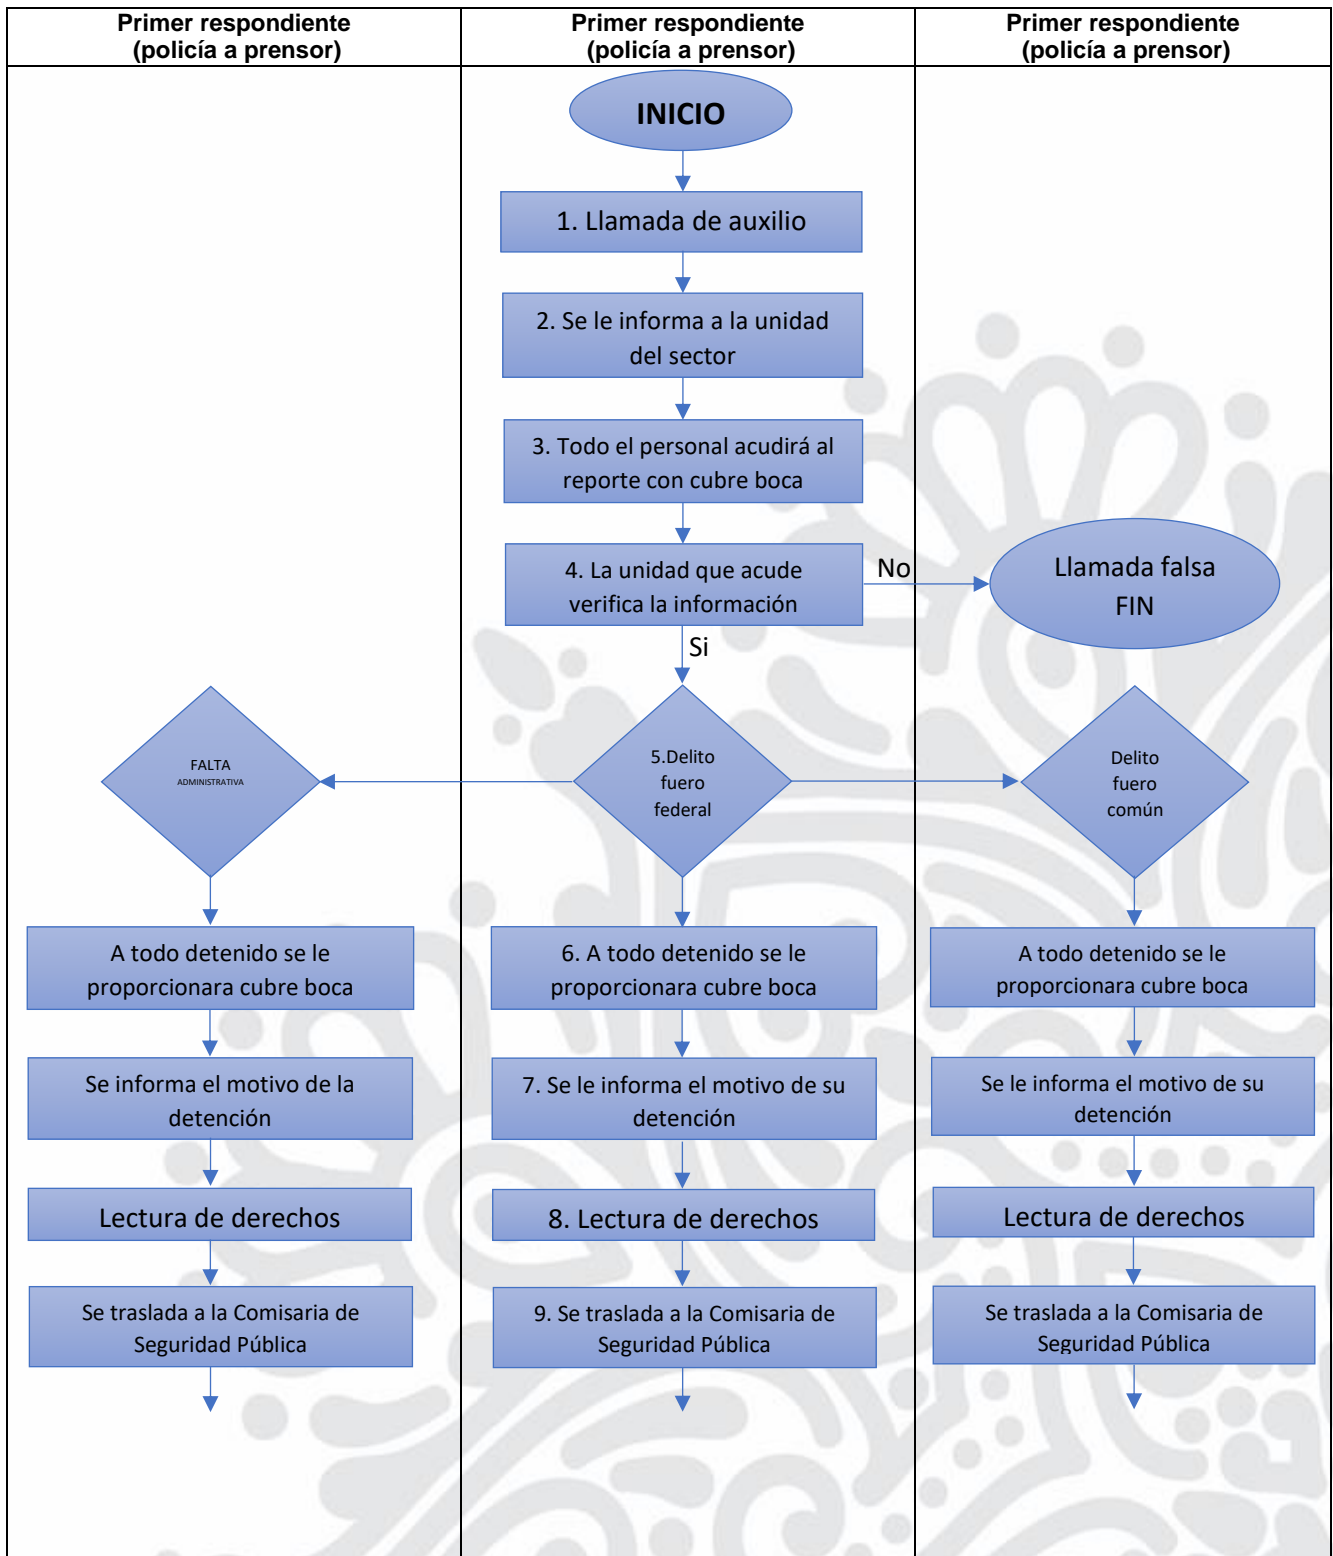 Primer respondiente
(policía a prensor)
Primer respondiente
(policía a prensor)
Primer respondiente
(policía a prensor)
INICIO
1. Llamada de auxilio
2. Se le informa a la unidad
del sector
3. Todo el personal acudirá al
reporte con cubre boca
4. La unidad que acude
verifica la información
No
Llamada falsa
FIN
Si
FALTA
ADMINISTRATIVA
5.Delito
fuero
federal
Delito
fuero
común
A todo detenido se le
proporcionara cubre boca
6. A todo detenido se le
proporcionara cubre boca
A todo detenido se le
proporcionara cubre boca
Se informa el motivo de la
detención
7. Se le informa el motivo de su
detención
Se le informa el motivo de su
detención
Lectura de derechos
8. Lectura de derechos
Lectura de derechos
Se traslada a la Comisaria de
Seguridad Pública
9. Se traslada a la Comisaria de
Seguridad Pública
Se traslada a la Comisaria de
Seguridad Pública